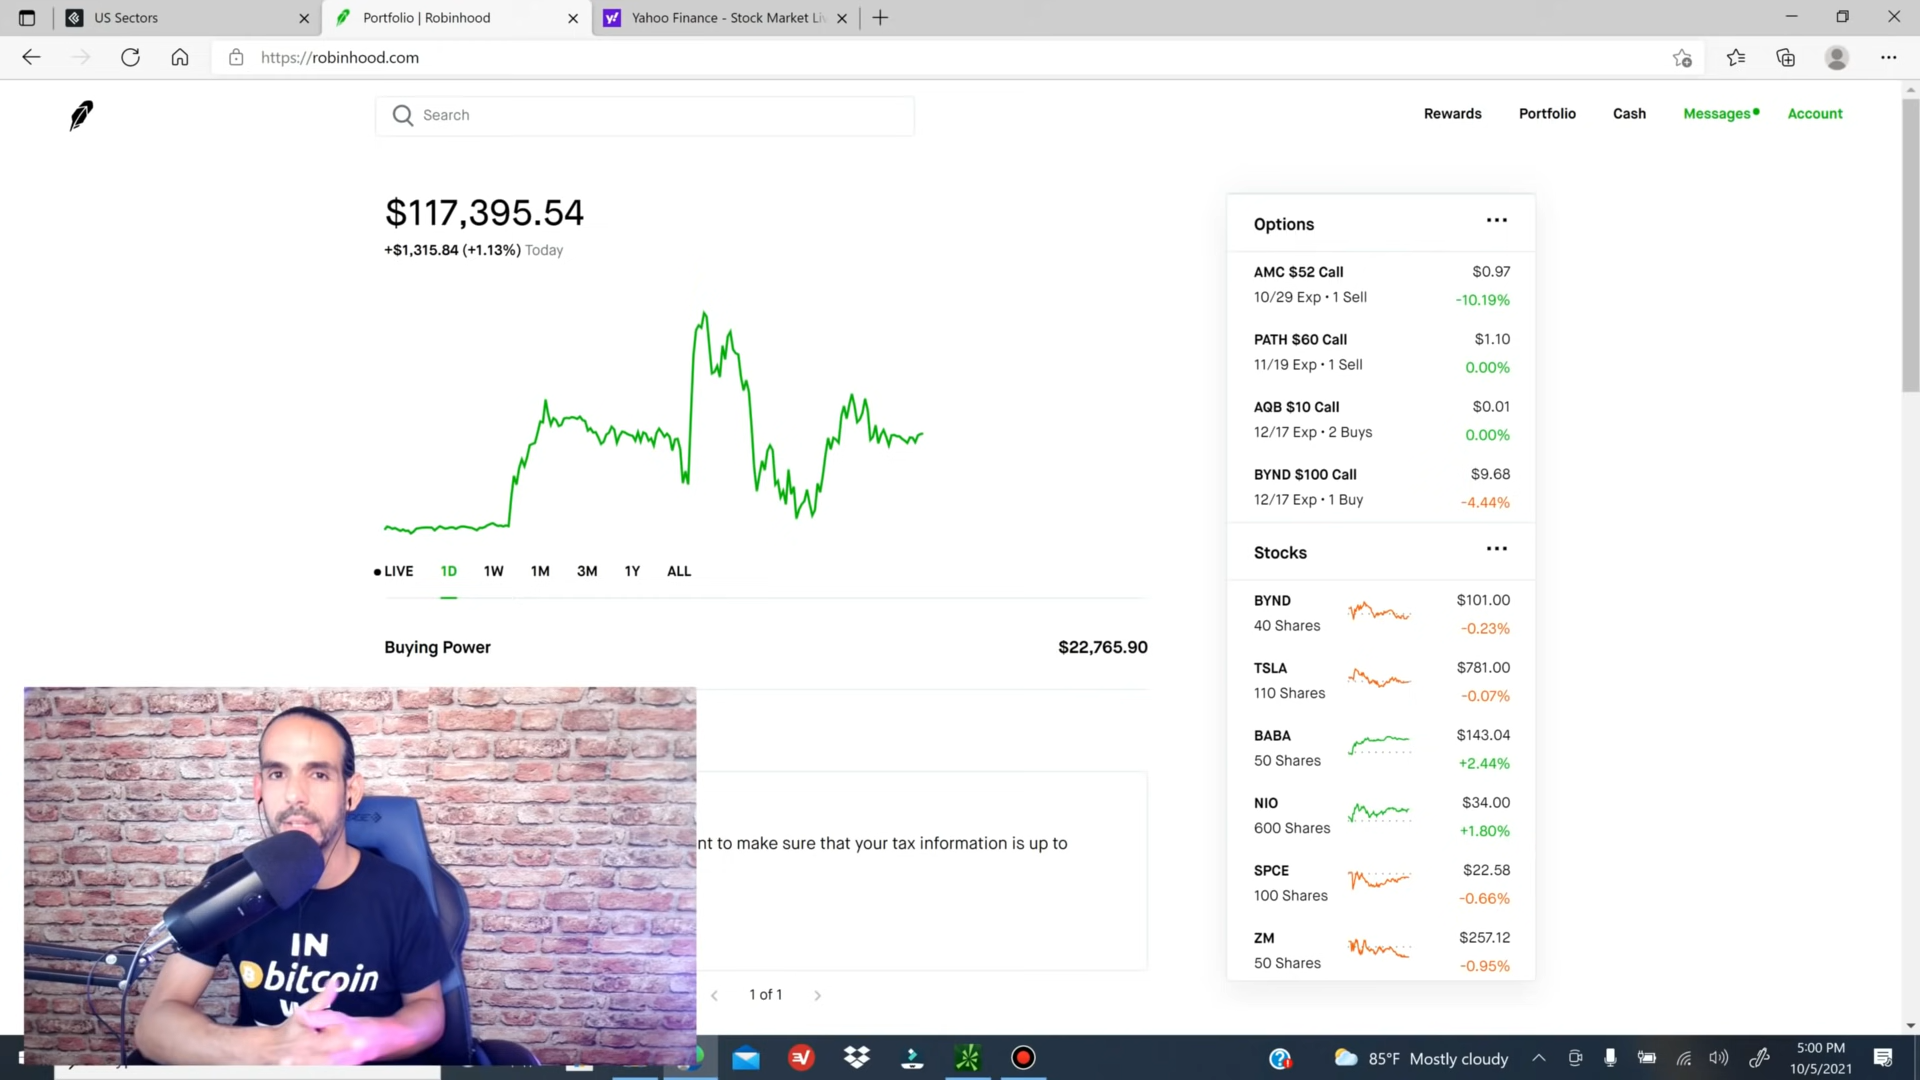 US Sectors
Portfolio | Robinhood
Yahoo Finance - Stock Market Li
https://robinhood.com
Search
Rewards
Portfolio
Cash
Messages
Account
$117,395.54
+$1,315.84 (+1.13%) Today
LIVE
1D
1W
1M
3M
1Y
ALL
Buying Power
$22,765.90
nt to make sure that your tax information is up to
1 of 1
Options
AMC $52 Call
$0.97
10/29 Exp • 1 Sell
-10.19%
PATH $60 Call
$1.10
11/19 Exp • 1 Sell
0.00%
AQB $10 Call
$0.01
12/17 Exp • 2 Buys
0.00%
BYND $100 Call
$9.68
12/17 Exp • 1 Buy
-4.44%
Stocks
BYND
$101.00
40 Shares
-0.23%
TSLA
$781.00
110 Shares
-0.07%
BABA
$143.04
50 Shares
+2.44%
NIO
$34.00
600 Shares
+1.80%
SPCE
$22.58
100 Shares
-0.66%
ZM
$257.12
50 Shares
-0.95%
IN
bitcoin
W
85°F Mostly cloudy
5:00 PM
10/5/2021